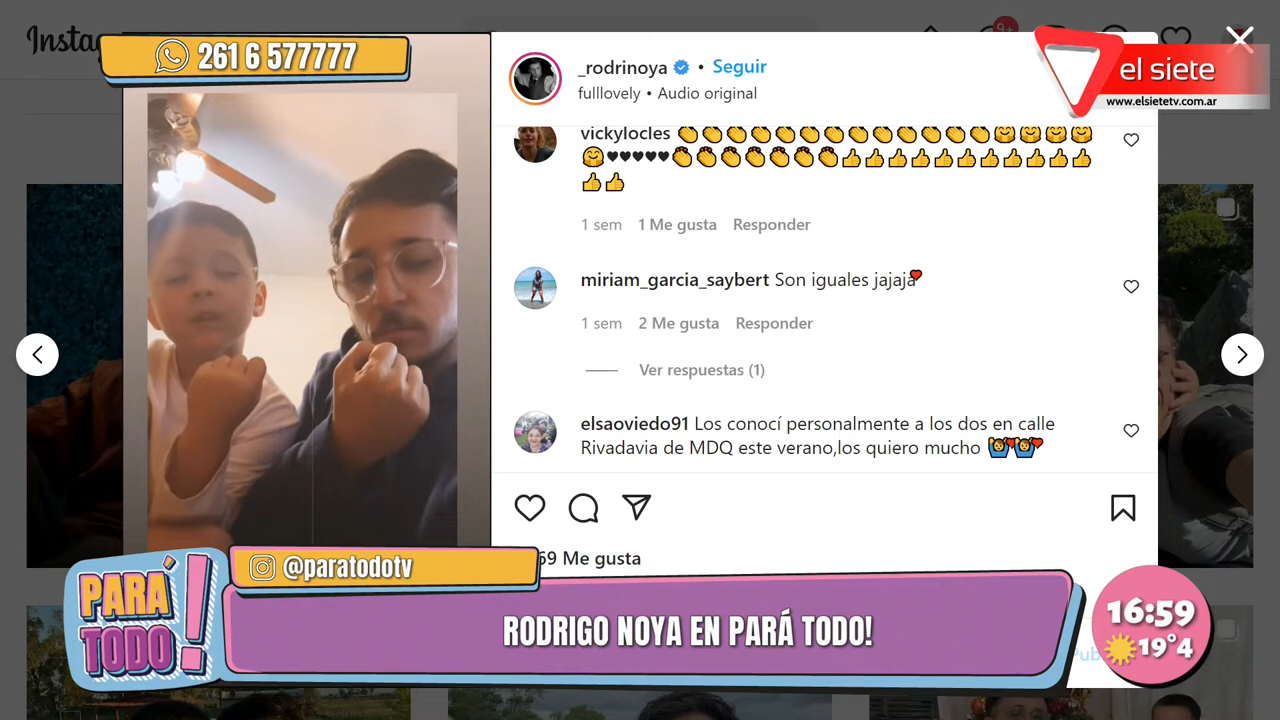 Insta
9+
261 6 577777
_rodrinoya • Seguir
fulllovely • Audio original
el siete
www.elsietetv.com.ar
vickylocles 👏👏👏👏👏👏👏👏👏👏👏👏👏🤗🤗🤗🤗
🤗♥♥♥♥♥👏👏👏👏👏👏👏👍👍👍👍👍👍👍👍👍👍👍
👍👍
1 sem 1 Me gusta Responder
miriam_garcia_saybert Son iguales jajaja❣
1 sem 2 Me gusta Responder
Ver respuestas (1)
elsaoviedo91 Los conocí personalmente a los dos en calle
Rivadavia de MDQ este verano,los quiero mucho 🙌🙌
69 Me gusta
@paratodotv
PARÁ
TODO!
RODRIGO NOYA EN PARÁ TODO!
16:59
19°4